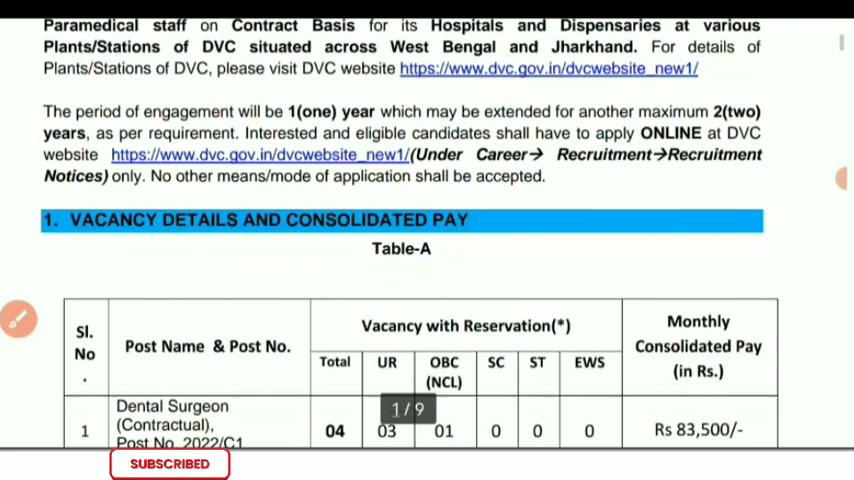 Paramedical staff on Contract Basis for its Hospitals and Dispensaries at various
Plants/Stations of DVC situated across West Bengal and Jharkhand. For details of
Plants/Stations of DVC, please visit DVC website https://www.dvc.gov.in/dvcwebsite_new1/
The period of engagement will be 1(one) year which may be extended for another maximum 2(two)
years, as per requirement. Interested and eligible candidates shall have to apply ONLINE at DVC
website https://www.dvc.gov.in/dvcwebsite_new1/(Under Career→ Recruitment→Recruitment
Notices) only. No other means/mode of application shall be accepted.
1. VACANCY DETAILS AND CONSOLIDATED PAY
Table-A
Sl. No . Post Name & Post No. Vacancy with Reservation(*) Monthly Consolidated Pay (in Rs.)
Total UR OBC (NCL) SC ST EWS
1 Dental Surgeon (Contractual), Post No. 2022/C1 04 03 01 0 0 0 Rs 83,500/-
1/9
SUBSCRIBED